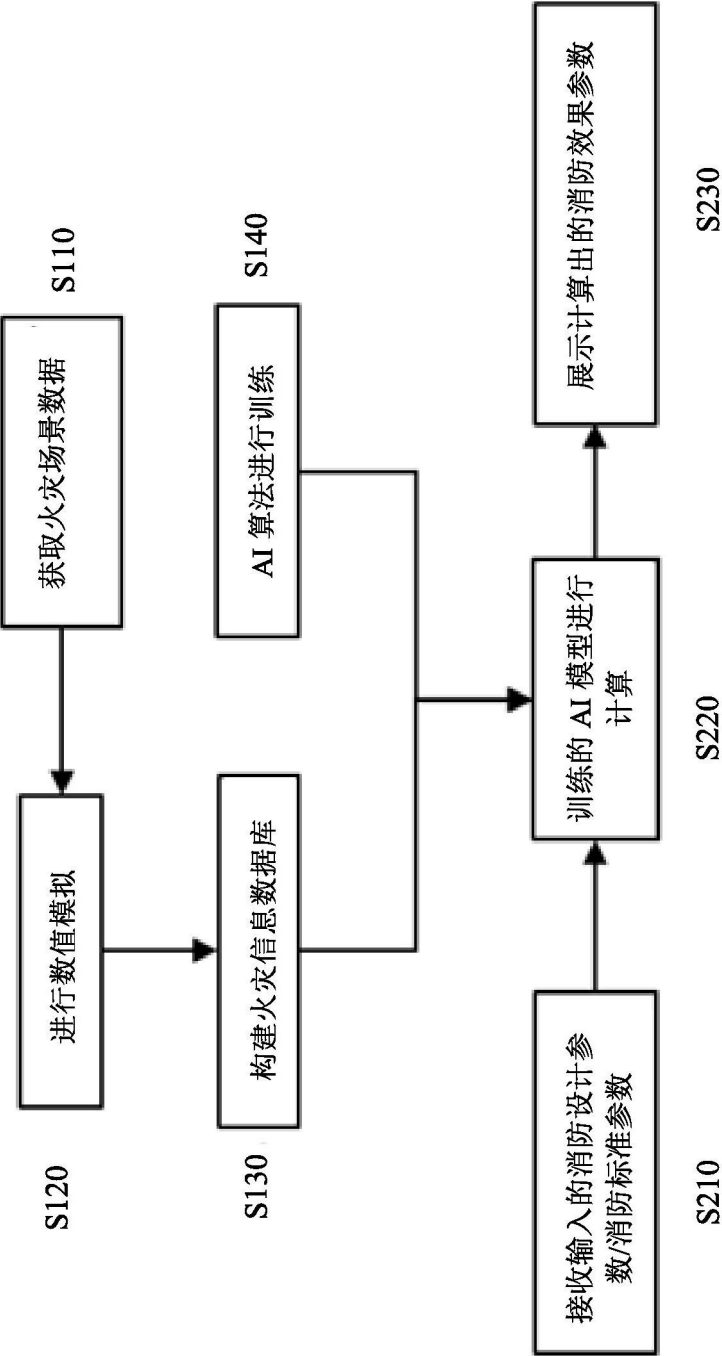 S110
获取火灾场景数据
S120
进行数值模拟
S130
构建火灾信息数据库
S140
AI 算法进行训练
接收输入的消防设计参
数/消防标准参数
S210
训练的 AI 模型进行
计算
S220
展示计算出的消防效果参数
S230